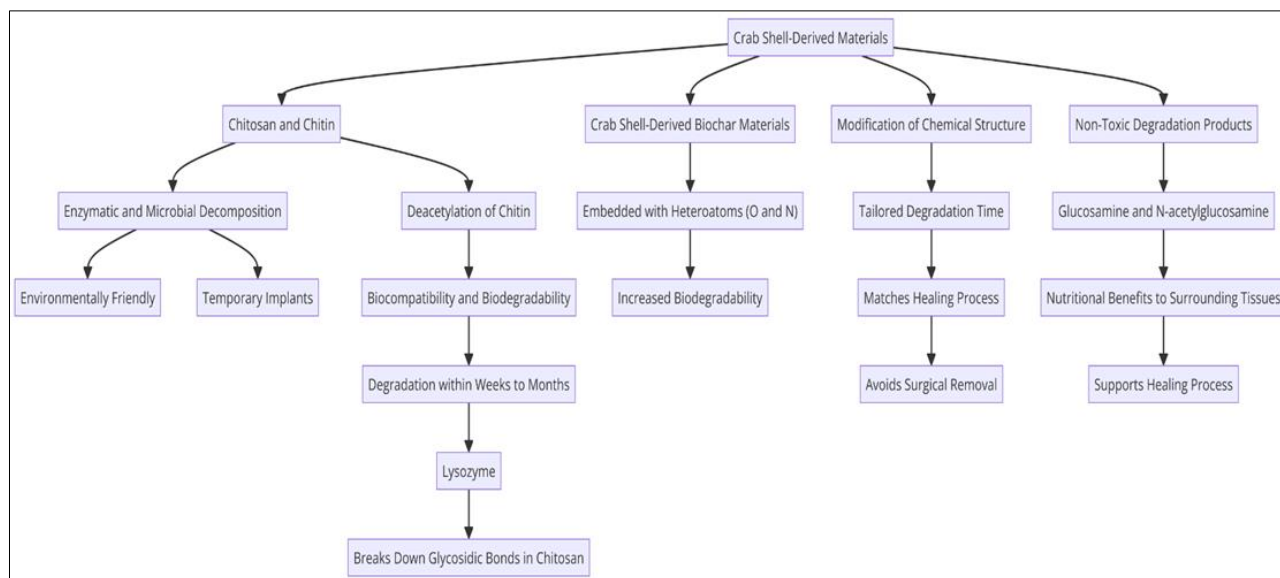 Crab Shell-Derived Materials
Chitosan and Chitin
Crab Shell-Derived Biochar Materials
Modification of Chemical Structure
Non-Toxic Degradation Products
Enzymatic and Microbial Decomposition
Deacetylation of Chitin
Embedded with Heteroatoms (O and N)
Tailored Degradation Time
Glucosamine and N-acetylglucosamine
Environmentally Friendly
Temporary Implants
Biocompatibility and Biodegradability
Increased Biodegradability
Matches Healing Process
Nutritional Benefits to Surrounding Tissues
Degradation within Weeks to Months
Avoids Surgical Removal
Supports Healing Process
Lysozyme
Breaks Down Glycosidic Bonds in Chitosan